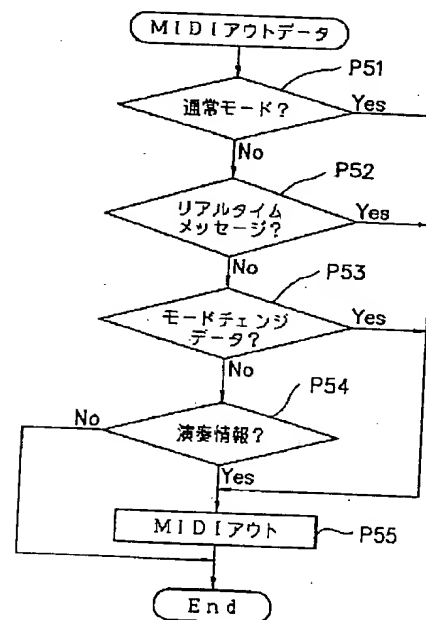 MIDIアウトデータ
P51
通常モード?
Yes
No
P52
リアルタイム
メッセージ?
Yes
No
P53
モードチェンジ
データ?
Yes
No
P54
No
演奏情報?
Yes
MIDIアウト
P55
End